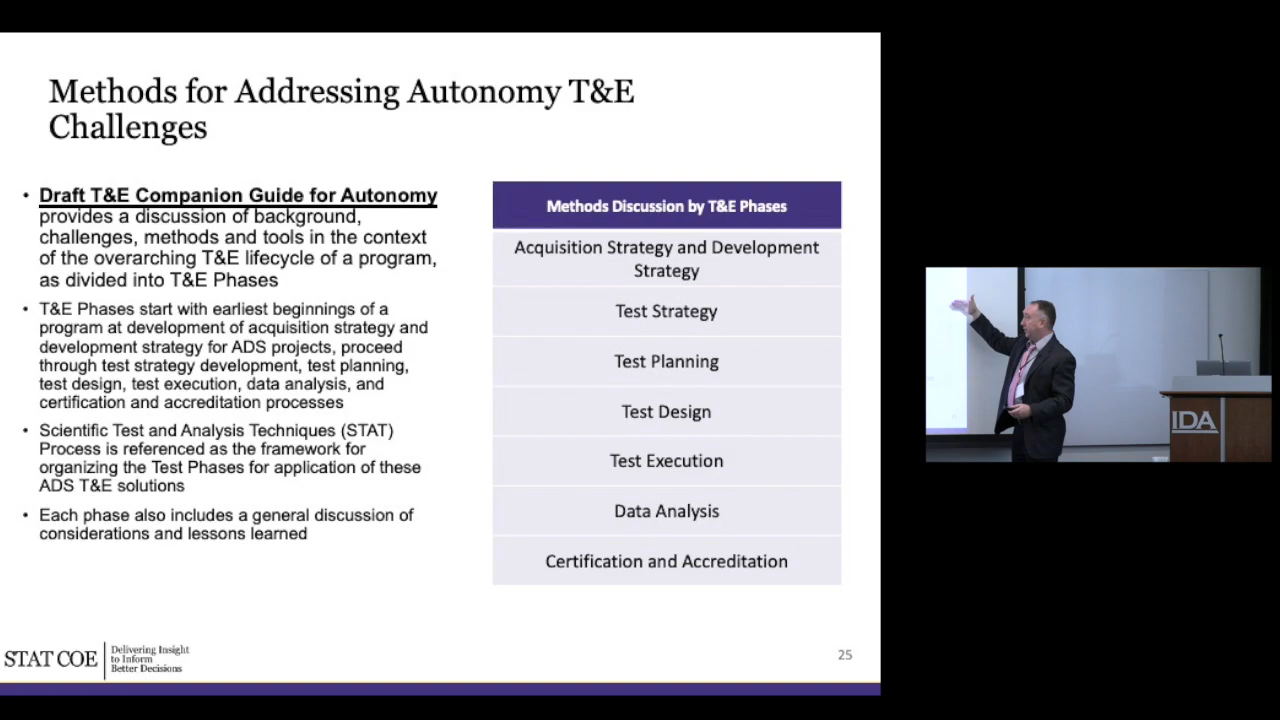 Methods for Addressing Autonomy T&E
Challenges
• Draft T&E Companion Guide for Autonomy
provides a discussion of background,
challenges, methods and tools in the context
of the overarching T&E lifecycle of a program,
as divided into T&E Phases
• T&E Phases start with earliest beginnings of a
program at development of acquisition strategy and
development strategy for ADS projects, proceed
through test strategy development, test planning,
test design, test execution, data analysis, and
certification and accreditation processes
• Scientific Test and Analysis Techniques (STAT)
Process is referenced as the framework for
organizing the Test Phases for application of these
ADS T&E solutions
• Each phase also includes a general discussion of
considerations and lessons learned
Methods Discussion by T&E Phases
Acquisition Strategy and Development
Strategy
Test Strategy
Test Planning
Test Design
Test Execution
Data Analysis
Certification and Accreditation
STAT COE
Delivering Insight
to Inform
Better Decisions
25
IDA